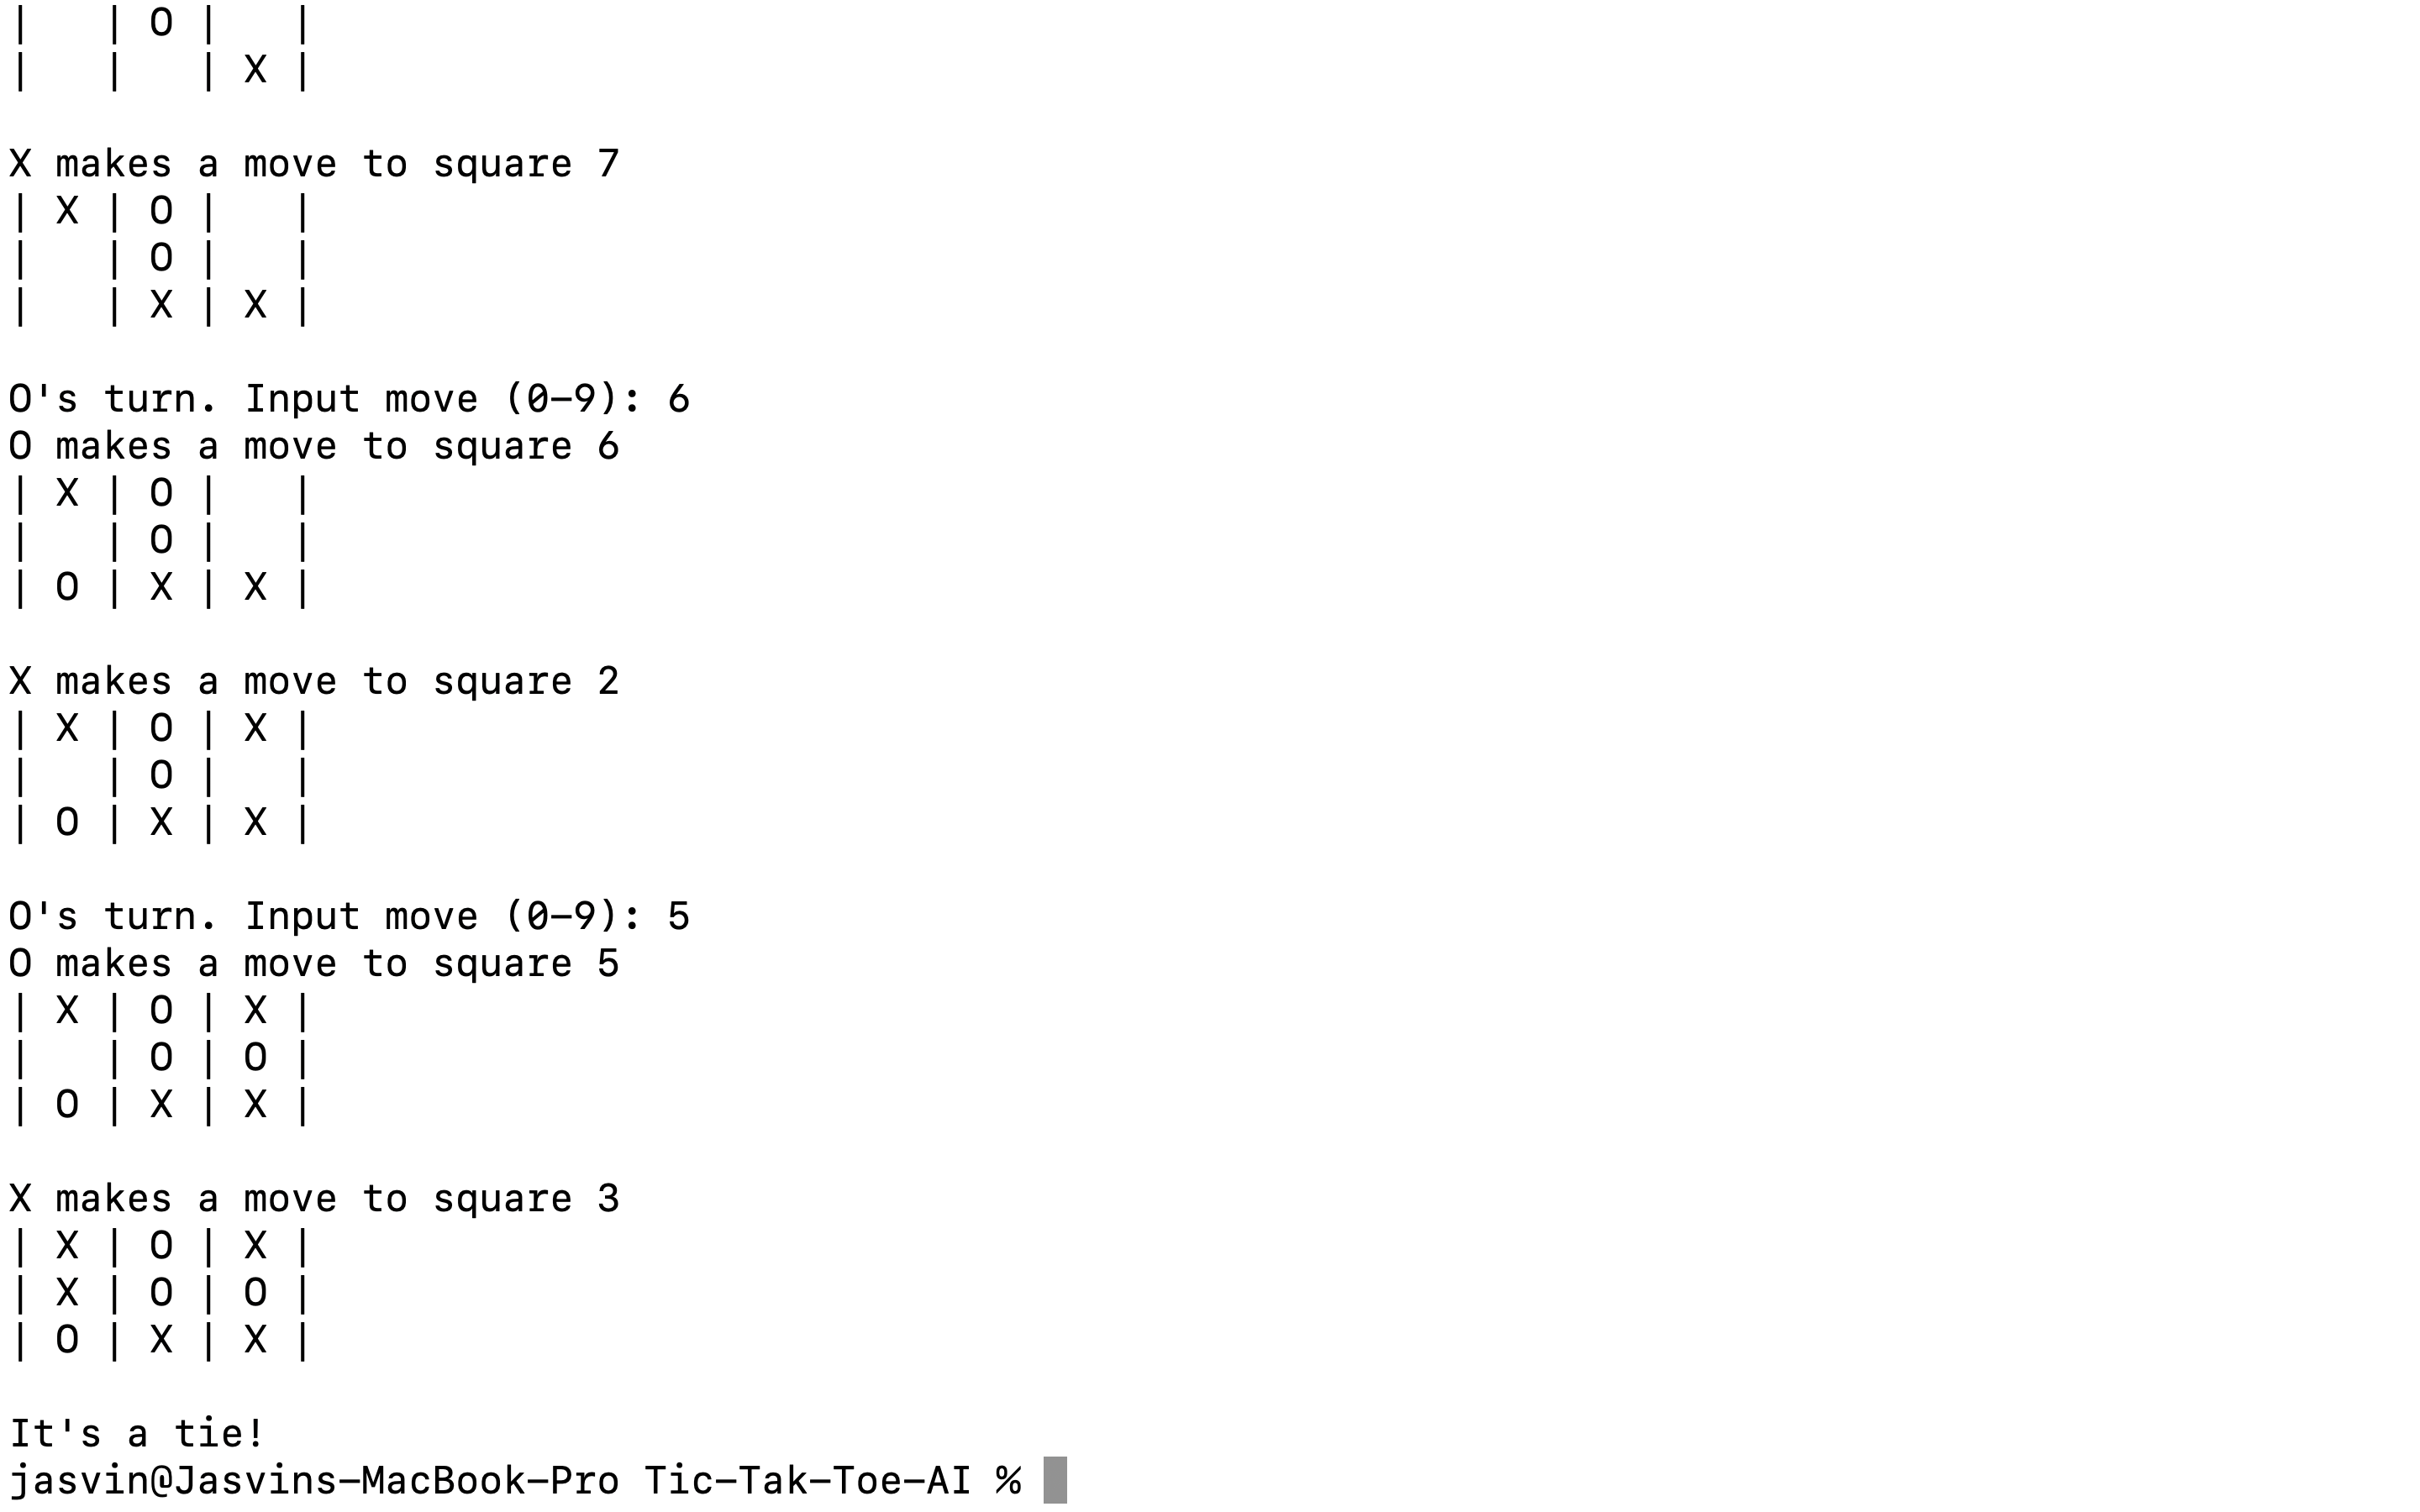 |   | O |   |
|   |   | X |
X makes a move to square 7
| X | O |   |
|   | O |   |
|   | X | X |
O's turn. Input move (0-9): 6
O makes a move to square 6
| X | O |   |
|   | O |   |
| O | X | X |
X makes a move to square 2
| X | O | X |
|   | O |   |
| O | X | X |
O's turn. Input move (0-9): 5
O makes a move to square 5
| X | O | X |
|   | O | O |
| O | X | X |
X makes a move to square 3
| X | O | X |
| X | O | O |
| O | X | X |
It's a tie!
jasvin@Jasvins-MacBook-Pro Tic-Tak-Toe-AI %